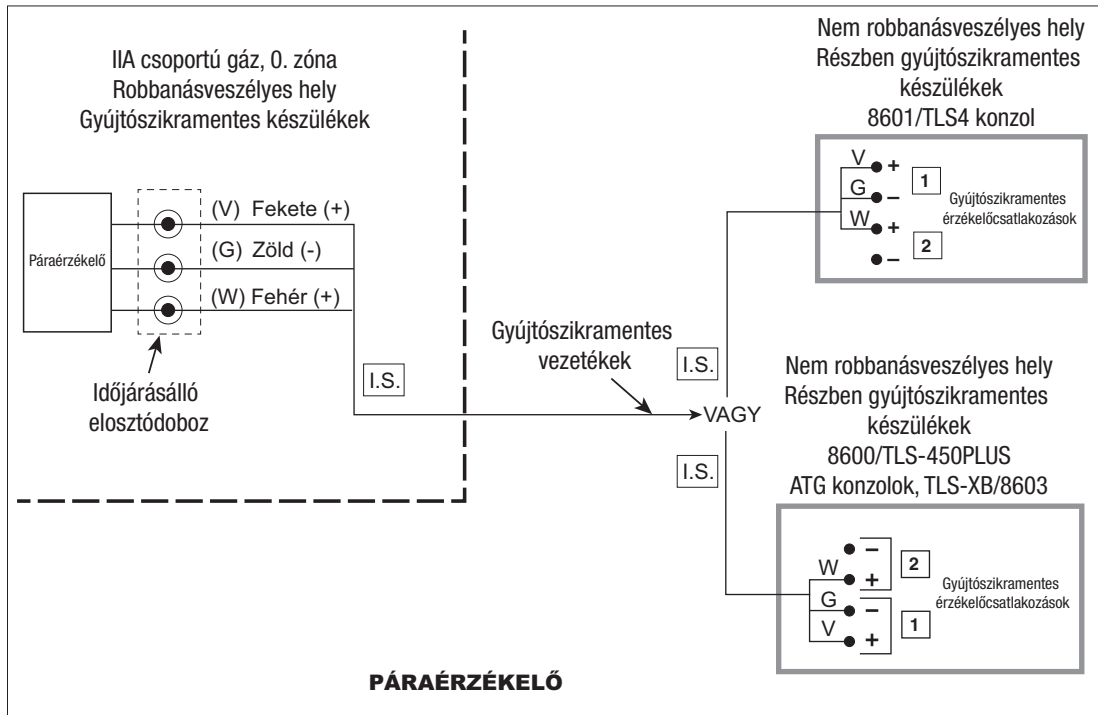 IIA csoportú gáz, 0. zóna
Robbanásveszélyes hely
Gyújtószikramentes készülékek
Páraérzékelő
(V) Fekete (+)
(G) Zöld (-)
(W) Fehér (+)
Időjárásálló
elosztódoboz
I.S.
Gyújtószikramentes
vezetékek
VAGY
I.S.
I.S.
Nem robbanásveszélyes hely
Részben gyújtószikramentes
készülékek
8601/TLS4 konzol
V +
G – 1
W + 2
–
Gyújtószikramentes
érzékelőcsatlakozások
Nem robbanásveszélyes hely
Részben gyújtószikramentes
készülékek
8600/TLS-450PLUS
ATG konzolok, TLS-XB/8603
–
W + 2
G –
V + 1
Gyújtószikramentes
érzékelőcsatlakozások
PÁRAÉRZÉKELŐ